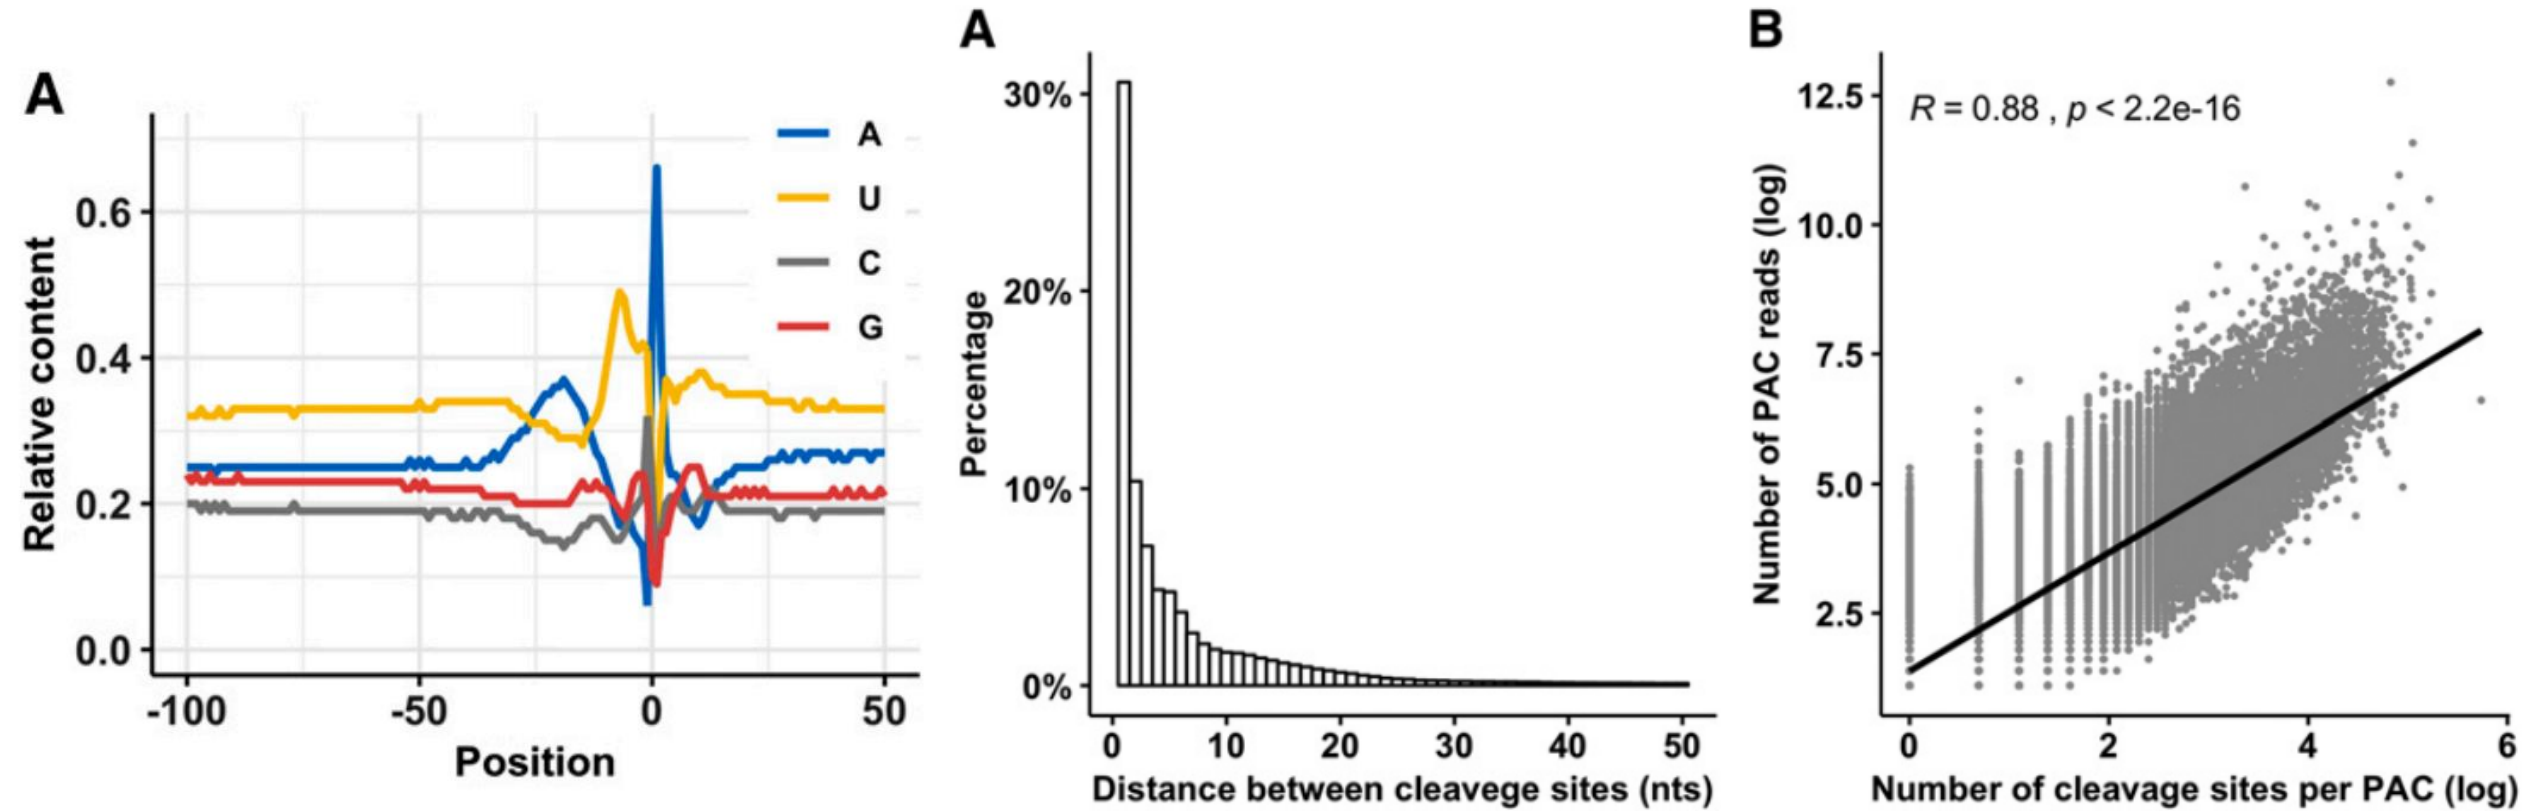 A
Relative content
0.6
0.4
0.2
0.0
-100 -50 0 50
Position
A
U
C
G
A
Percentage
30%
20%
10%
0%
0 10 20 30 40 50
Distance between cleavege sites (nts)
B
Number of PAC reads (log)
12.5
10.0
7.5
5.0
2.5
R = 0.88 , p < 2.2e-16
0 2 4 6
Number of cleavage sites per PAC (log)